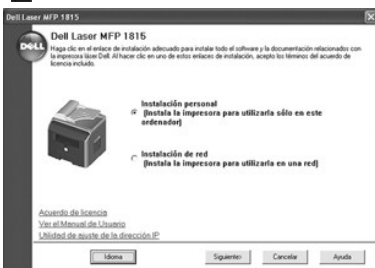 Dell Laser MFP 1815
DELL
Dell Laser MFP 1815
Haga clic en el enlace de instalación adecuado para instalar todo el software y la documentación relacionados con
la impresora láser Dell. Al hacer clic en uno de estos enlaces de instalación, acepto los términos del acuerdo de
licencia incluido.
Instalación personal
(Instala la impresora para utilizarla sólo en este
ordenador)
Instalación de red
(Instala la impresora para utilizarla en una red)
Acuerdo de licencia
Ver el Manual de Usuario
Utilidad de ajuste de la dirección IP
Idioma
Siguiente>
Cancelar
Ayuda